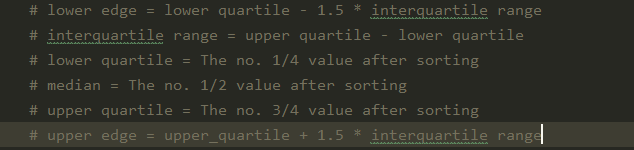 # lower edge = lower quartile - 1.5 * interquartile range
# interquartile range = upper quartile - lower quartile
# lower quartile = The no. 1/4 value after sorting
# median = The no. 1/2 value after sorting
# upper quartile = The no. 3/4 value after sorting
# upper edge = upper_quartile + 1.5 * interquartile range